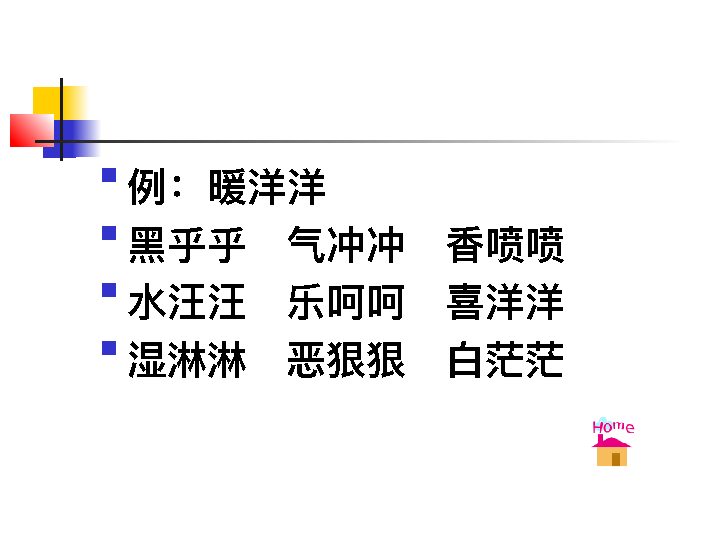 例：暖洋洋
黑乎乎　气冲冲　香喷喷
水汪汪　乐呵呵　喜洋洋
湿淋淋　恶狠狠　白茫茫
Home